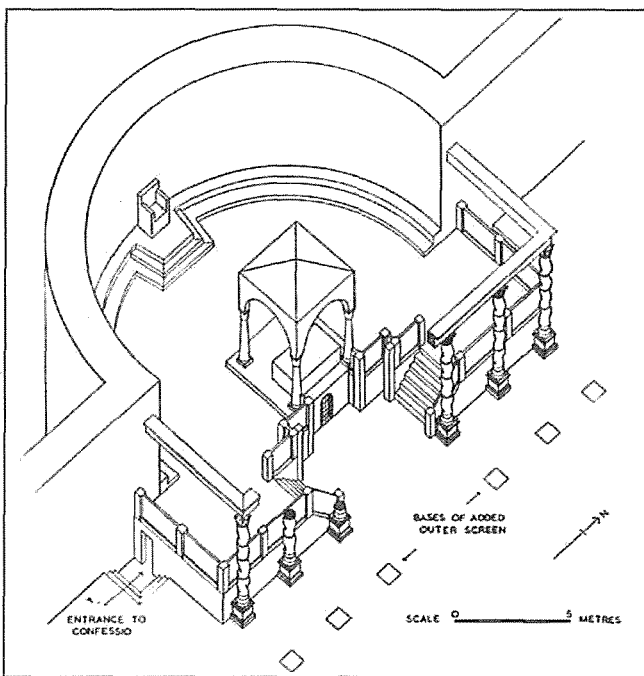 BASES OF ADDED
OUTER SCREEN
N
ENTRANCE TO
CONFESSIO
SCALE 0 5 METRES